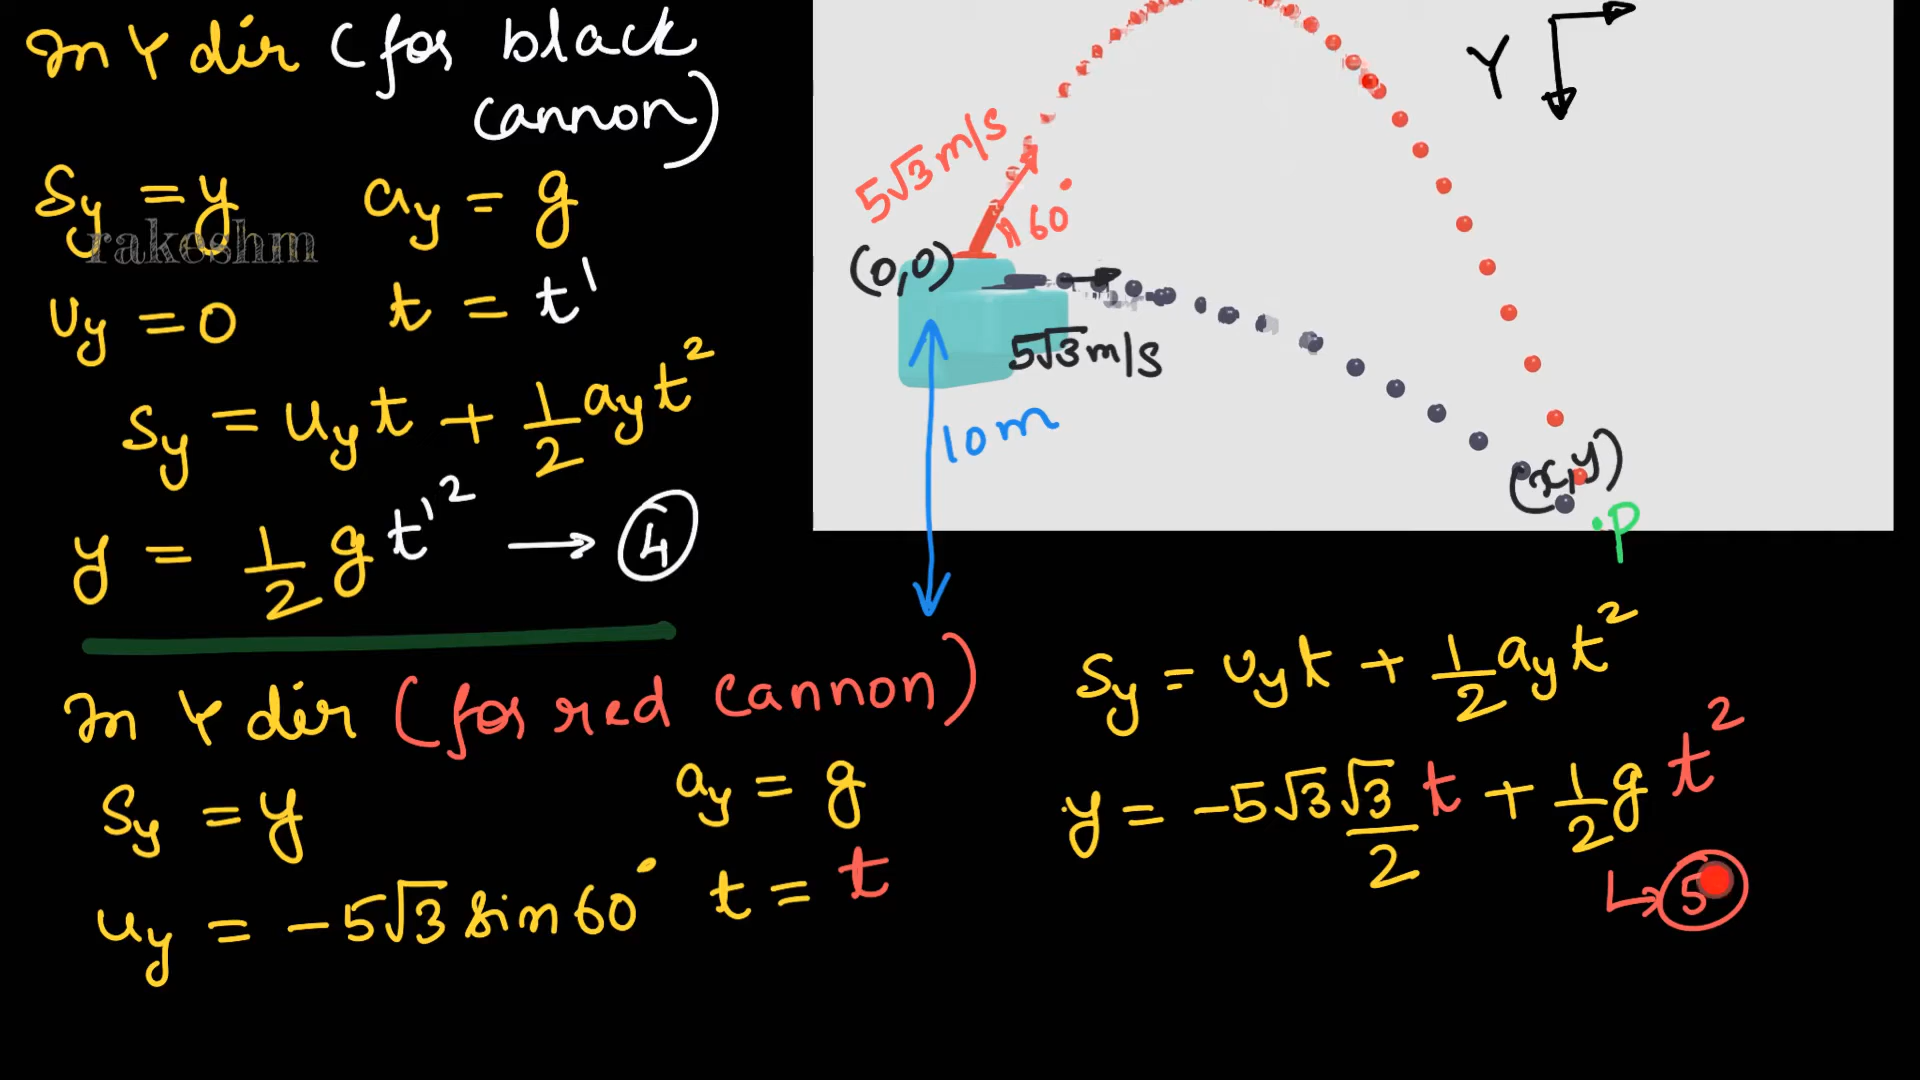 In Y dir (for black
cannon)
Sy = y ay = g
rakeshm
Uy = 0 t = t'
Sy = Uy t + 1/2 ay t²
y = 1/2 g t'² → ④
In Y dir (for red cannon)
Sy = y ay = g
Uy = -5√3 sin 60° t = t
5√3 m/s
60°
(0,0)
5√3 m/s
10 m
Y
(x,y)
.P
Sy = Uy t + 1/2 ay t²
y = -5√3 √3/2 t + 1/2 g t²
↳ ⑤